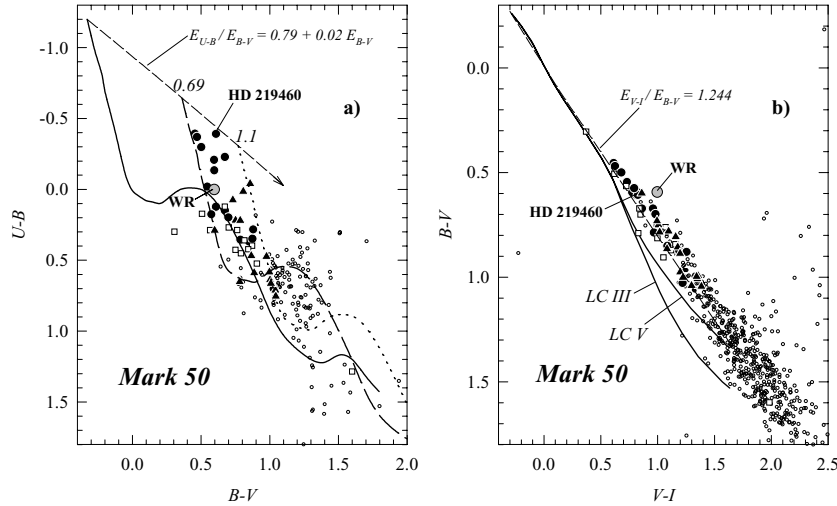 E_{U-B} / E_{B-V} = 0.79 + 0.02 E_{B-V}
0.69
HD 219460
a)
1.1
WR
Mark 50
-1.0
-0.5
0.0
0.5
1.0
1.5
U-B
0.0
0.5
1.0
1.5
2.0
B-V
E_{V-I} / E_{B-V} = 1.244
b)
WR
HD 219460
LC III
LC V
Mark 50
0.0
0.5
1.0
1.5
B-V
0.0
0.5
1.0
1.5
2.0
2.5
V-I